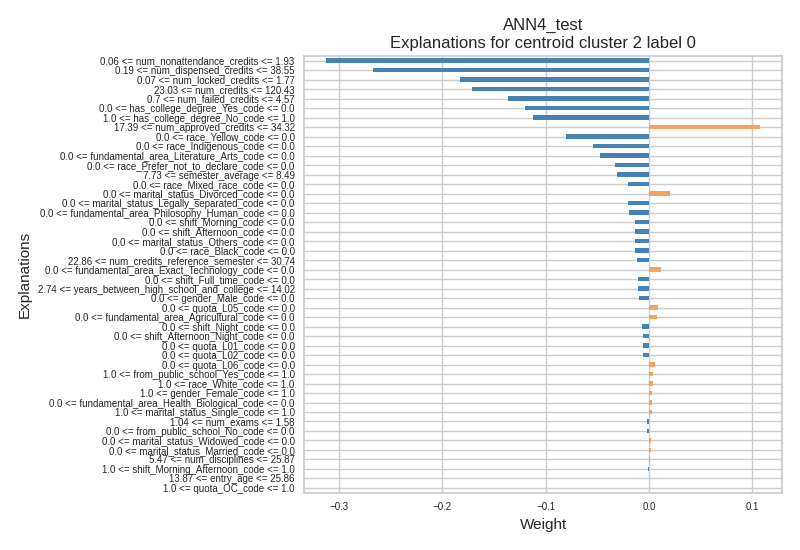 ANN4_test
Explanations for centroid cluster 2 label 0
0.06 <= num_nonattendance_credits <= 1.93
0.19 <= num_dispensed_credits <= 38.55
0.07 <= num_locked_credits <= 1.77
23.03 <= num_credits <= 120.43
0.7 <= num_failed_credits <= 4.57
0.0 <= has_college_degree_Yes_code <= 0.0
1.0 <= has_college_degree_No_code <= 1.0
17.39 <= num_approved_credits <= 34.32
0.0 <= race_Yellow_code <= 0.0
0.0 <= race_Indigenous_code <= 0.0
0.0 <= fundamental_area_Literature_Arts_code <= 0.0
0.0 <= race_Prefer_not_to_declare_code <= 0.0
7.73 <= semester_average <= 8.49
0.0 <= race_Mixed_race_code <= 0.0
0.0 <= marital_status_Divorced_code <= 0.0
0.0 <= marital_status_Legally_separated_code <= 0.0
0.0 <= fundamental_area_Philosophy_Human_code <= 0.0
0.0 <= shift_Morning_code <= 0.0
0.0 <= shift_Afternoon_code <= 0.0
0.0 <= marital_status_Others_code <= 0.0
0.0 <= race_Black_code <= 0.0
22.86 <= num_credits_reference_semester <= 30.74
0.0 <= fundamental_area_Exact_Technology_code <= 0.0
0.0 <= shift_Full_time_code <= 0.0
2.74 <= years_between_high_school_and_college <= 14.02
0.0 <= gender_Male_code <= 0.0
0.0 <= quota_L05_code <= 0.0
0.0 <= fundamental_area_Agricultural_code <= 0.0
0.0 <= shift_Night_code <= 0.0
0.0 <= shift_Afternoon_Night_code <= 0.0
0.0 <= quota_L01_code <= 0.0
0.0 <= quota_L02_code <= 0.0
0.0 <= quota_L06_code <= 0.0
1.0 <= from_public_school_Yes_code <= 1.0
1.0 <= race_White_code <= 1.0
1.0 <= gender_Female_code <= 1.0
0.0 <= fundamental_area_Health_Biological_code <= 0.0
1.0 <= marital_status_Single_code <= 1.0
1.04 <= num_exams <= 1.58
0.0 <= from_public_school_No_code <= 0.0
0.0 <= marital_status_Widowed_code <= 0.0
0.0 <= marital_status_Married_code <= 0.0
5.47 <= num_disciplines <= 25.87
1.0 <= shift_Morning_Afternoon_code <= 1.0
13.87 <= entry_age <= 25.86
1.0 <= quota_OC_code <= 1.0
Explanations
−0.3 −0.2 −0.1 0.0 0.1
Weight